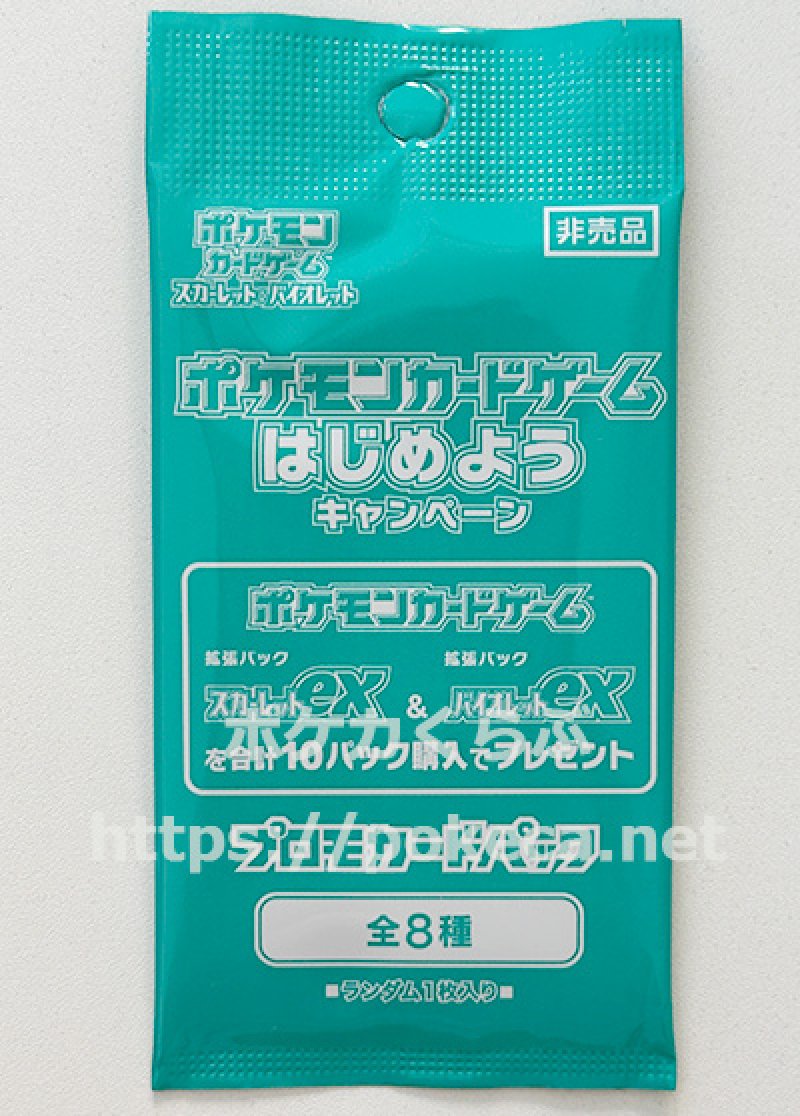 ポケモン
カードゲーム
スカーレット&バイオレット
非売品
ポケモンカードゲーム
はじめよう
キャンペーン
ポケモンカードゲーム
拡張パック
スカーレットex
&
拡張パック
バイオレットex
を合計10パック購入でプレゼント
ポケカくらぶ
プロモカードパック
https://pokeca.net
全8種
■ランダム1枚入り■